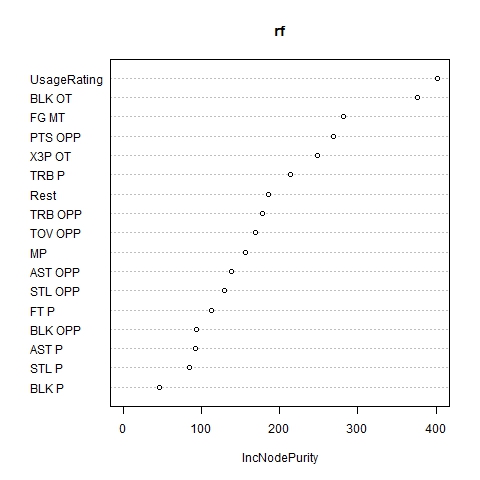 rf
UsageRating
BLK OT
FG MT
PTS OPP
X3P OT
TRB P
Rest
TRB OPP
TOV OPP
MP
AST OPP
STL OPP
FT P
BLK OPP
AST P
STL P
BLK P
0 100 200 300 400
IncNodePurity